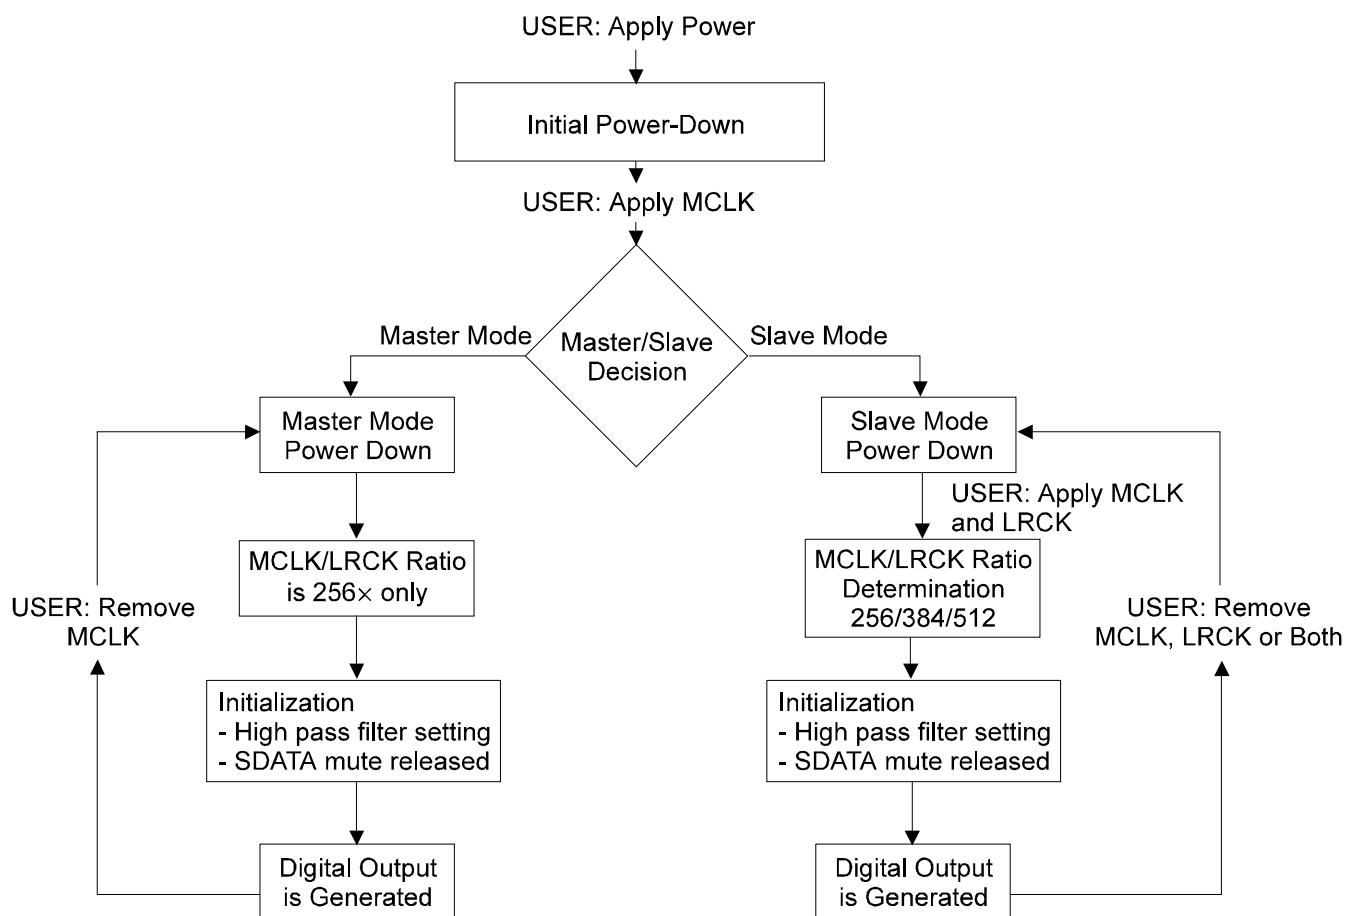 USER: Apply Power
Initial Power-Down
USER: Apply MCLK
Master/Slave
Decision
Master Mode
Slave Mode
Master Mode
Power Down
MCLK/LRCK Ratio
is 256× only
Initialization
- High pass filter setting
- SDATA mute released
Digital Output
is Generated
USER: Remove
MCLK
Slave Mode
Power Down
USER: Apply MCLK
and LRCK
MCLK/LRCK Ratio
Determination
256/384/512
Initialization
- High pass filter setting
- SDATA mute released
Digital Output
is Generated
USER: Remove
MCLK, LRCK or Both